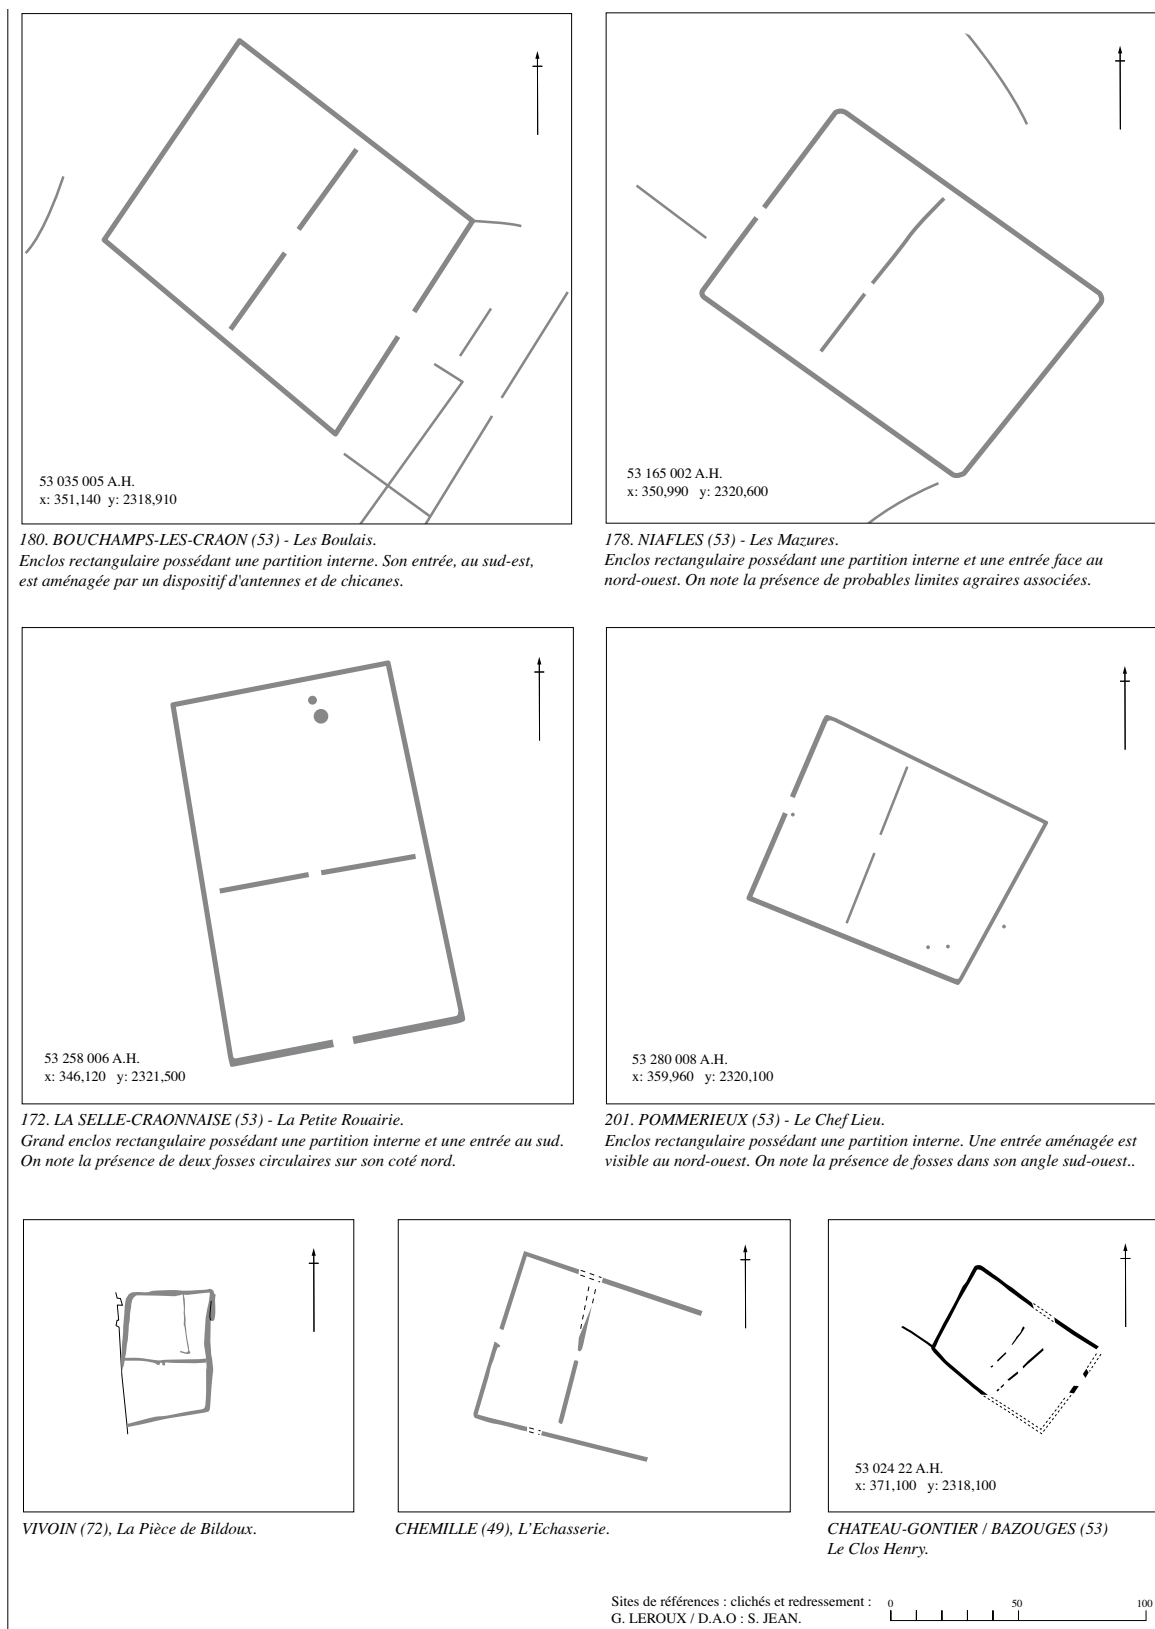 53 035 005 A.H.
x: 351,140 y: 2318,910
180. BOUCHAMPS-LES-CRAON (53) - Les Boulais.
Enclos rectangulaire possédant une partition interne. Son entrée, au sud-est,
est aménagée par un dispositif d'antennes et de chicanes.
53 165 002 A.H.
x: 350,990 y: 2320,600
178. NIAFLES (53) - Les Mazures.
Enclos rectangulaire possédant une partition interne et une entrée face au
nord-ouest. On note la présence de probables limites agraires associées.
53 258 006 A.H.
x: 346,120 y: 2321,500
172. LA SELLE-CRAONNAISE (53) - La Petite Rouairie.
Grand enclos rectangulaire possédant une partition interne et une entrée au sud.
On note la présence de deux fosses circulaires sur son coté nord.
53 280 008 A.H.
x: 359,960 y: 2320,100
201. POMMERIEUX (53) - Le Chef Lieu.
Enclos rectangulaire possédant une partition interne. Une entrée aménagée est
visible au nord-ouest. On note la présence de fosses dans son angle sud-ouest..
VIVOIN (72), La Pièce de Bildoux.
CHEMILLE (49), L'Echasserie.
53 024 22 A.H.
x: 371,100 y: 2318,100
CHATEAU-GONTIER / BAZOUGES (53)
Le Clos Henry.
Sites de références : clichés et redressement :
G. LEROUX / D.A.O : S. JEAN.
0 50 100